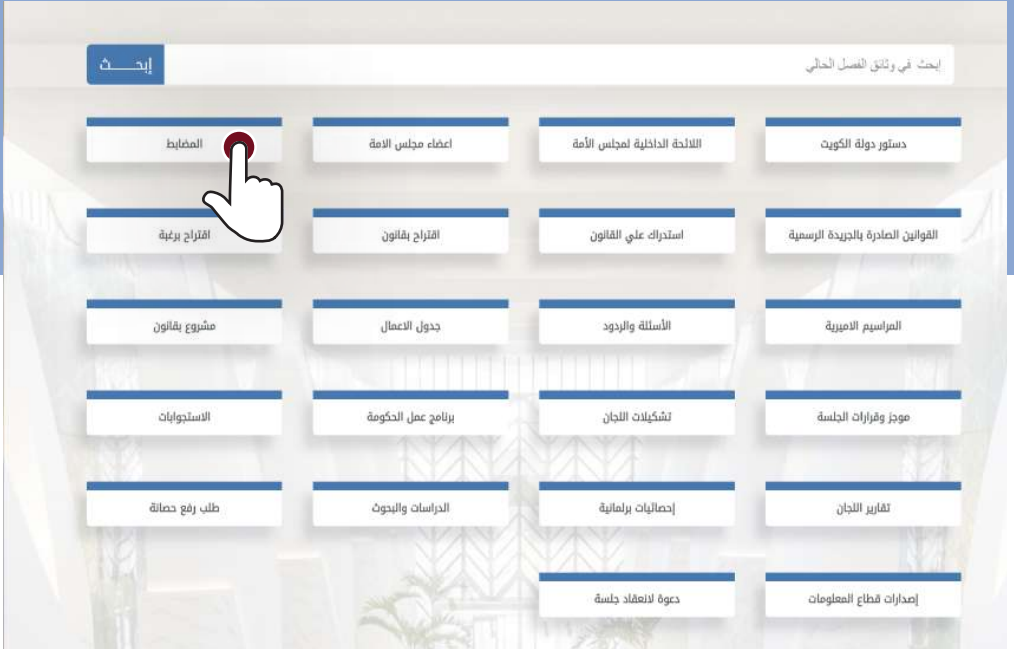 ابحث في وثائق الفصل الحالي
إبحـــــث
دستور دولة الكويت
اللائحة الداخلية لمجلس الأمة
اعضاء مجلس الامة
المضابط
القوانين الصادرة بالجريدة الرسمية
استدراك علي القانون
اقتراح بقانون
اقتراح برغبة
المراسيم الاميرية
الأسئلة والردود
جدول الاعمال
مشروع بقانون
موجز وقرارات الجلسة
تشكيلات اللجان
برنامج عمل الحكومة
الاستجوابات
تقارير اللجان
إحصائيات برلمانية
الدراسات والبحوث
طلب رفع حصانة
إصدارات قطاع المعلومات
دعوة لانعقاد جلسة